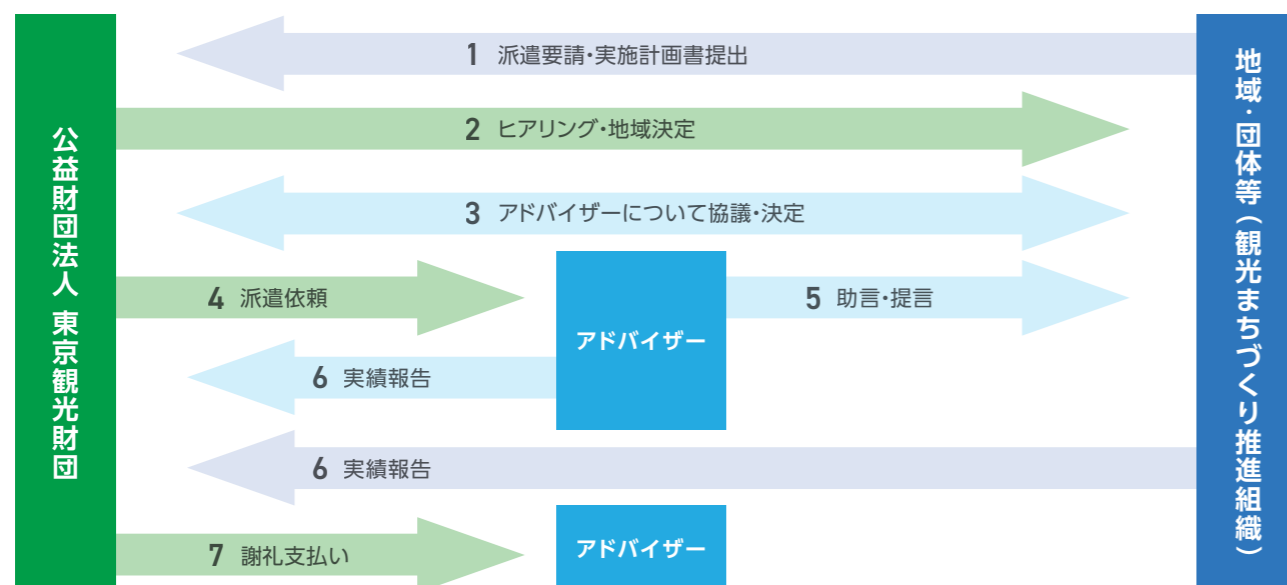 公益財団法人 東京観光財団
1 派遣要請・実施計画書提出
2 ヒアリング・地域決定
3 アドバイザーについて協議・決定
4 派遣依頼
アドバイザー
5 助言・提言
6 実績報告
6 実績報告
7 謝礼支払い
アドバイザー
地域・団体等（観光まちづくり推進組織）